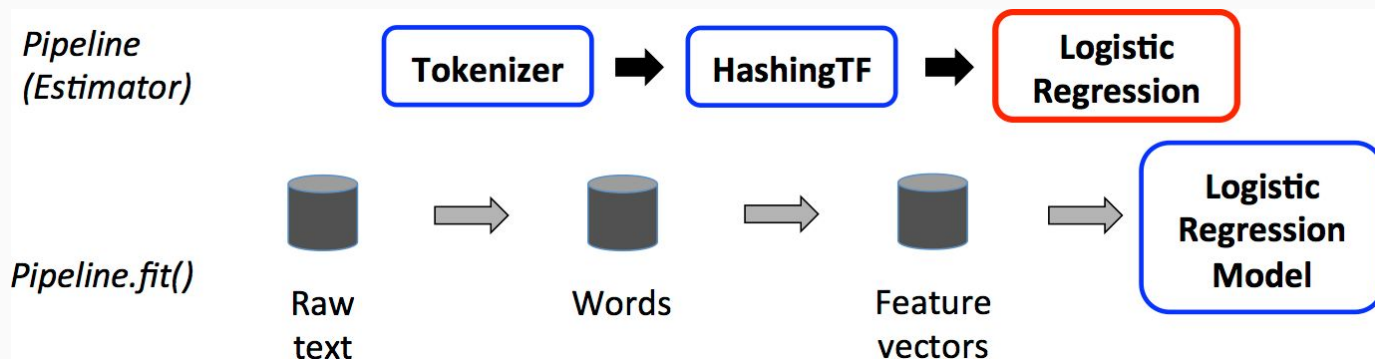 Pipeline
(Estimator)
Tokenizer
HashingTF
Logistic
Regression
Pipeline.fit()
Raw
text
Words
Feature
vectors
Logistic
Regression
Model